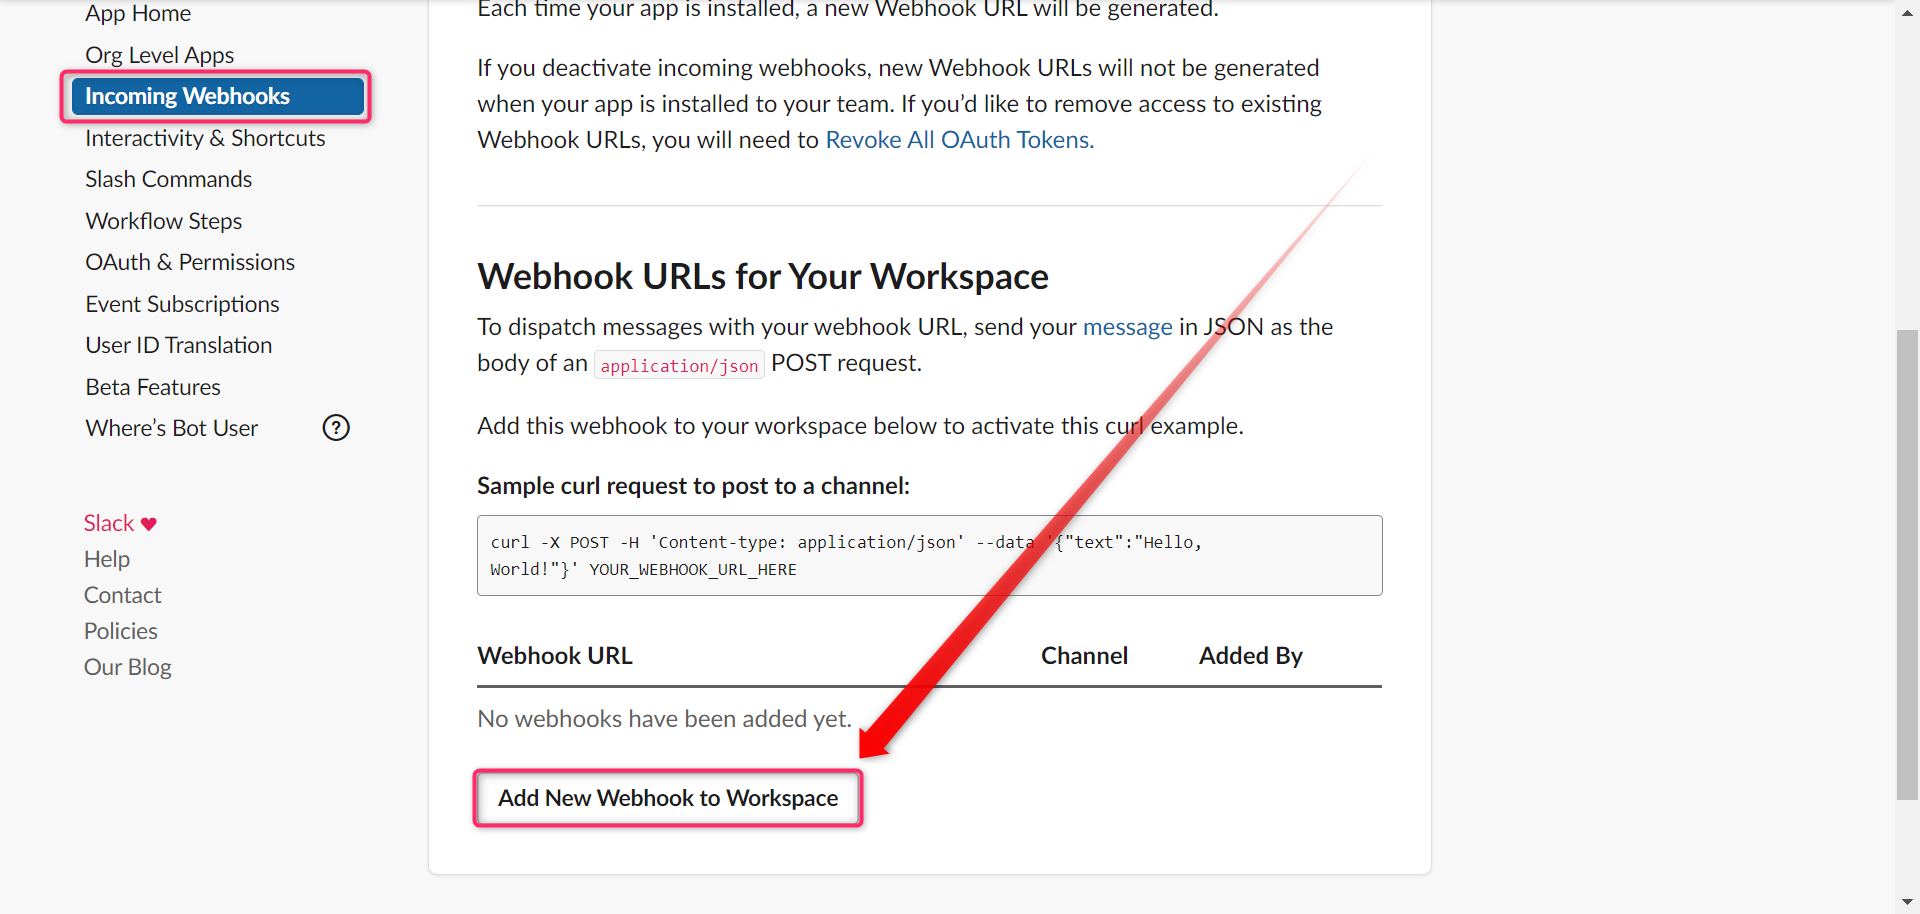 App Home
Org Level Apps
Incoming Webhooks
Interactivity & Shortcuts
Slash Commands
Workflow Steps
OAuth & Permissions
Event Subscriptions
User ID Translation
Beta Features
Where’s Bot User
?
Slack ♥
Help
Contact
Policies
Our Blog
Each time your app is installed, a new Webhook URL will be generated.
If you deactivate incoming webhooks, new Webhook URLs will not be generated
when your app is installed to your team. If you’d like to remove access to existing
Webhook URLs, you will need to Revoke All OAuth Tokens.
Webhook URLs for Your Workspace
To dispatch messages with your webhook URL, send your message in JSON as the
body of an application/json POST request.
Add this webhook to your workspace below to activate this curl example.
Sample curl request to post to a channel:
curl -X POST -H 'Content-type: application/json' --data '{"text":"Hello,
World!"}' YOUR_WEBHOOK_URL_HERE
Webhook URL Channel Added By
No webhooks have been added yet.
Add New Webhook to Workspace